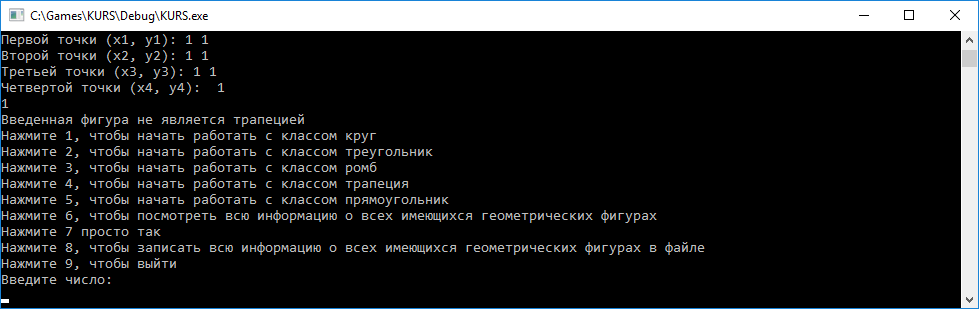 C:\Games\KURS\Debug\KURS.exe
Первой точки (x1, y1): 1 1
Второй точки (x2, y2): 1 1
Третьей точки (x3, y3): 1 1
Четвертой точки (x4, y4):  1
1
Введенная фигура не является трапецией
Нажмите 1, чтобы начать работать с классом круг
Нажмите 2, чтобы начать работать с классом треугольник
Нажмите 3, чтобы начать работать с классом ромб
Нажмите 4, чтобы начать работать с классом трапеция
Нажмите 5, чтобы начать работать с классом прямоугольник
Нажмите 6, чтобы посмотреть всю информацию о всех имеющихся геометрических фигурах
Нажмите 7 просто так
Нажмите 8, чтобы записать всю информацию о всех имеющихся геометрических фигурах в файле
Нажмите 9, чтобы выйти
Введите число: